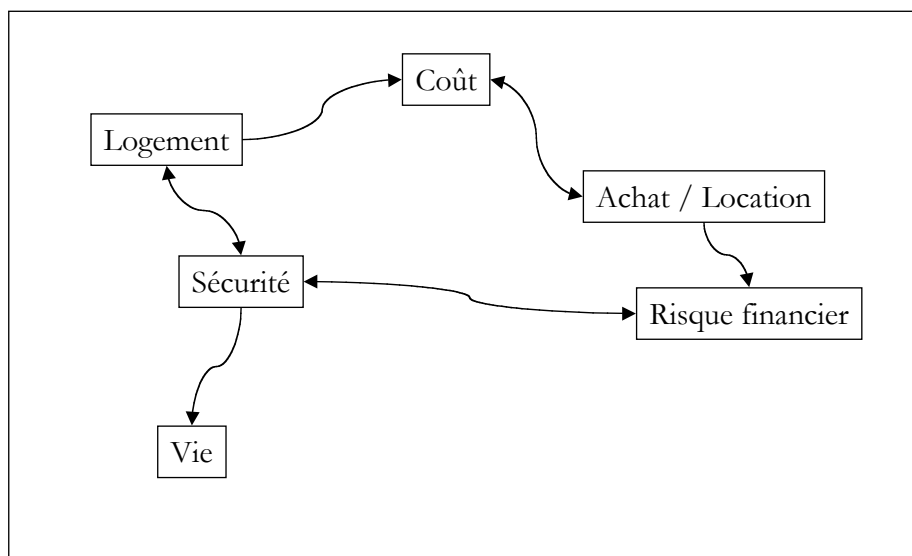 Coût
Logement
Achat / Location
Sécurité
Risque financier
Vie